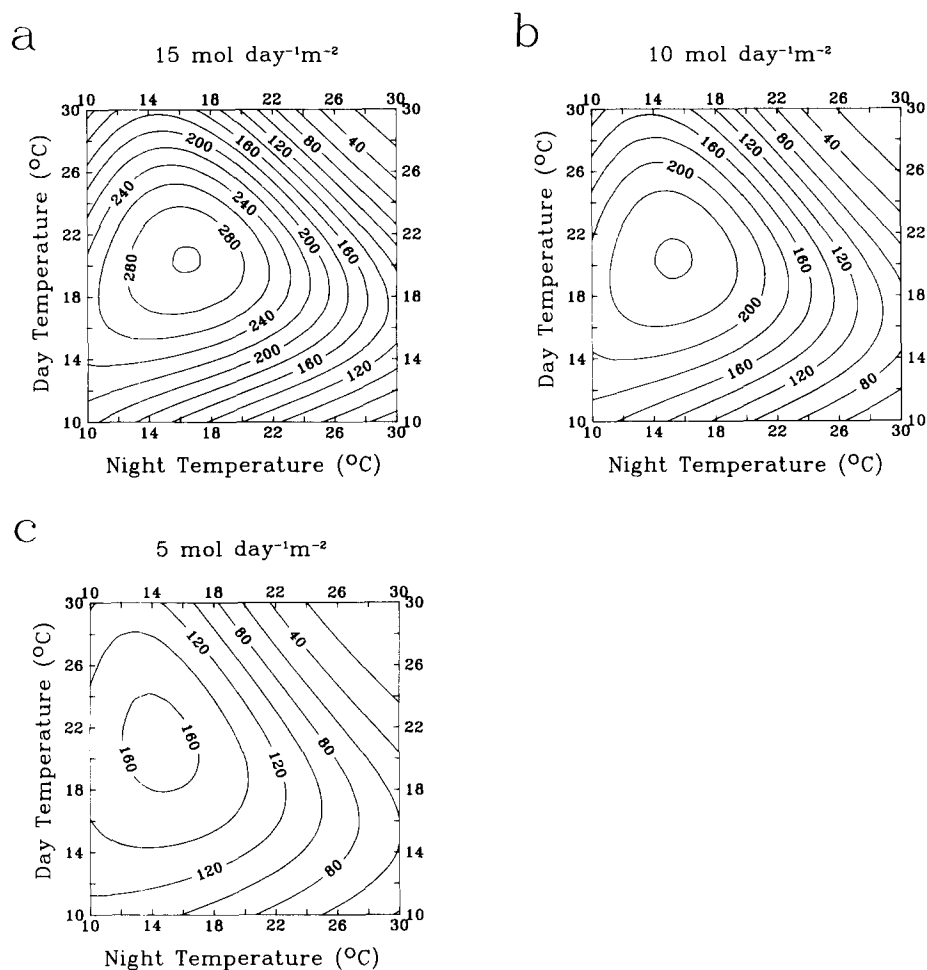 a
15 mol day⁻¹m⁻²
10 14 18 22 26 30
30 30
26 26
22 22
18 18
14 14
10 10
10 14 18 22 26 30
Day Temperature (°C)
Night Temperature (°C)
200 160 120 80 40
240 240
280 280
200 160
240
200
160
120
b
10 mol day⁻¹m⁻²
10 14 18 22 26 30
30 30
26 26
22 22
18 18
14 14
10 10
10 14 18 22 26 30
Day Temperature (°C)
Night Temperature (°C)
160 120 80 40
200
160 120
200
160
120
80
c
5 mol day⁻¹m⁻²
10 14 18 22 26 30
30 30
26 26
22 22
18 18
14 14
10 10
10 14 18 22 26 30
Day Temperature (°C)
Night Temperature (°C)
120 80 40
160 160
120 80
120
80